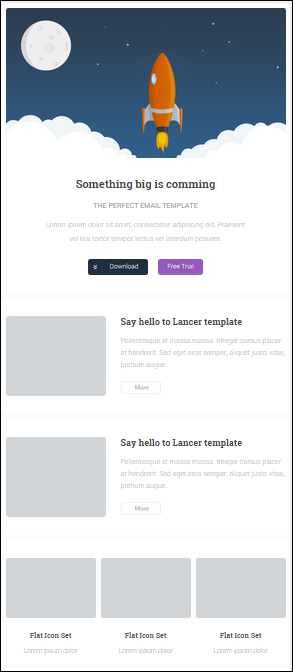 Something big is comming
THE PERFECT EMAIL TEMPLATE
Lorem ipsum dolor sit amet, consectetur adipiscing elit. Praesent
vel nisi tortor tempor lectus vel interdum posuere.
Download
Free Trial
Say hello to Lancer template
Pellentesque at massa massa. Integer cursus placer
at hendrerit. Sed eget eros semper, aliquet justo vitae,
pretium augue.
More
Say hello to Lancer template
Pellentesque at massa massa. Integer cursus placer
at hendrerit. Sed eget eros semper, aliquet justo vitae,
pretium augue.
More
Flat Icon Set
Flat Icon Set
Flat Icon Set
Lorem ipsum dolor
Lorem ipsum dolor
Lorem ipsum dolor